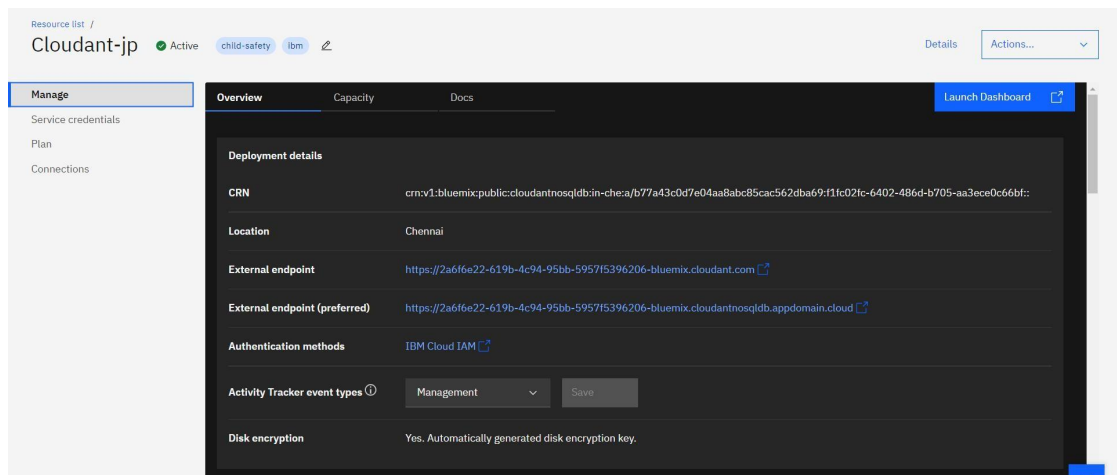 Resource list /
Cloudant-jp Active child-safety ibm Details Actions...
Manage
Service credentials
Plan
Connections
Overview Capacity Docs Launch Dashboard
Deployment details
CRN crn:v1:bluemix:public:cloudantnosqldb:in-che:a/b77a43c0d7e04aa8abc85cac562dba69:f1fc02fc-6402-486d-b705-aa3ece0c66bf::
Location Chennai
External endpoint https://2a6f6e22-619b-4c94-95bb-5957f5396206-bluemix.cloudant.com
External endpoint (preferred) https://2a6f6e22-619b-4c94-95bb-5957f5396206-bluemix.cloudantnosqldb.appdomain.cloud
Authentication methods IBM Cloud IAM
Activity Tracker event types Management Save
Disk encryption Yes. Automatically generated disk encryption key.